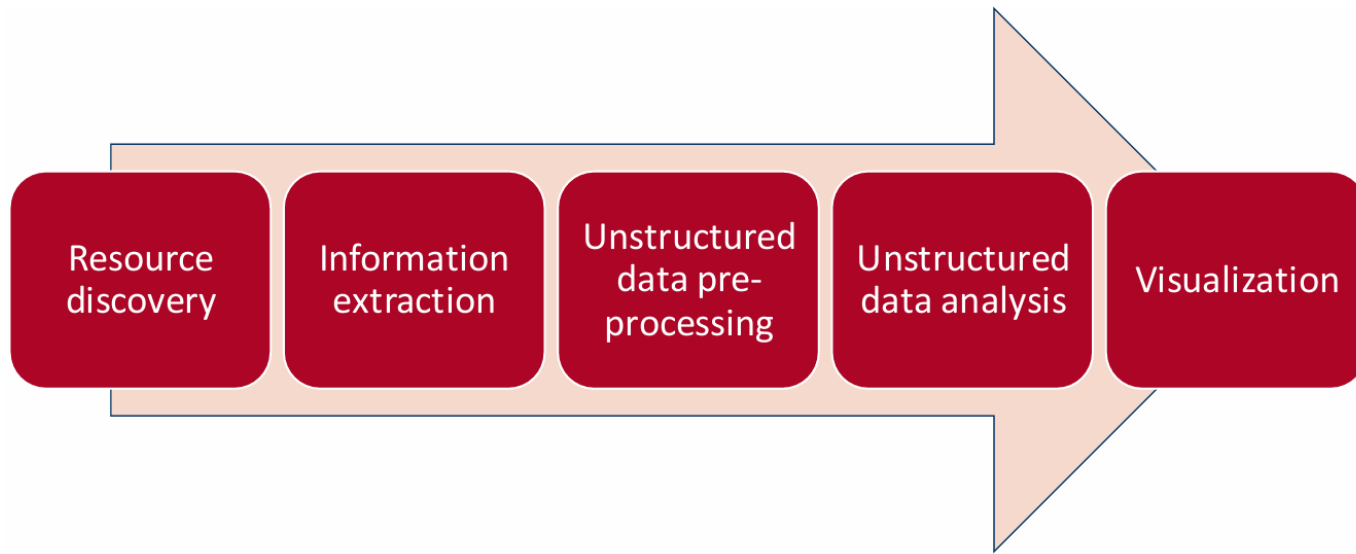 Resource
discovery
Information
extraction
Unstructured
data pre-
processing
Unstructured
data analysis
Visualization